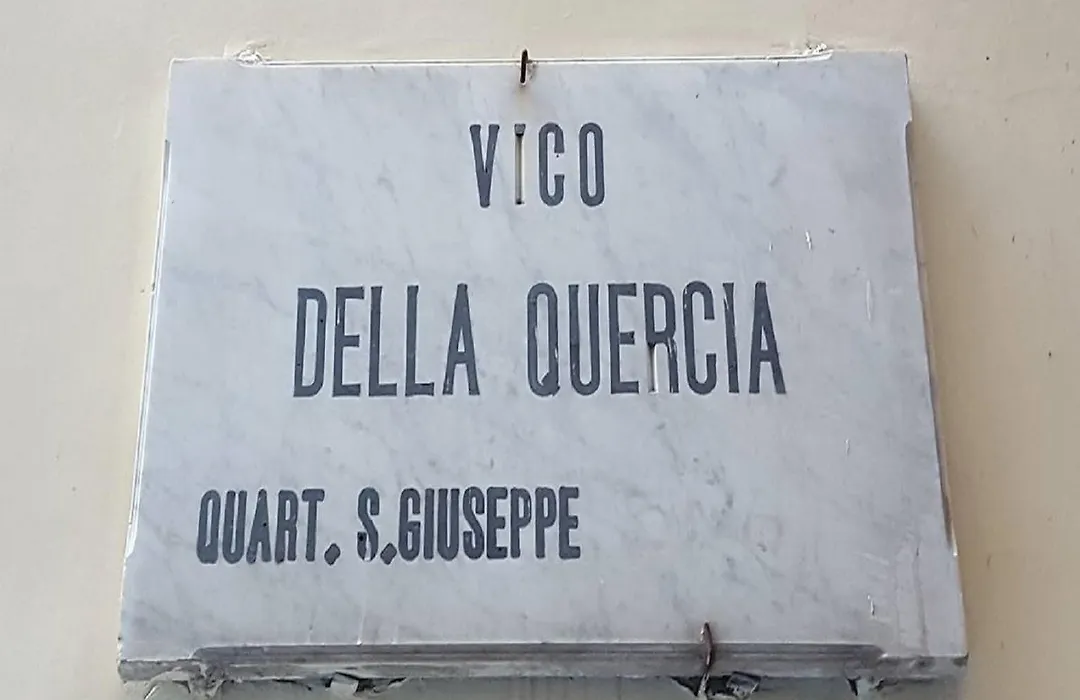 VICO
DELLA QUERCIA
QUART. S.GIUSEPPE